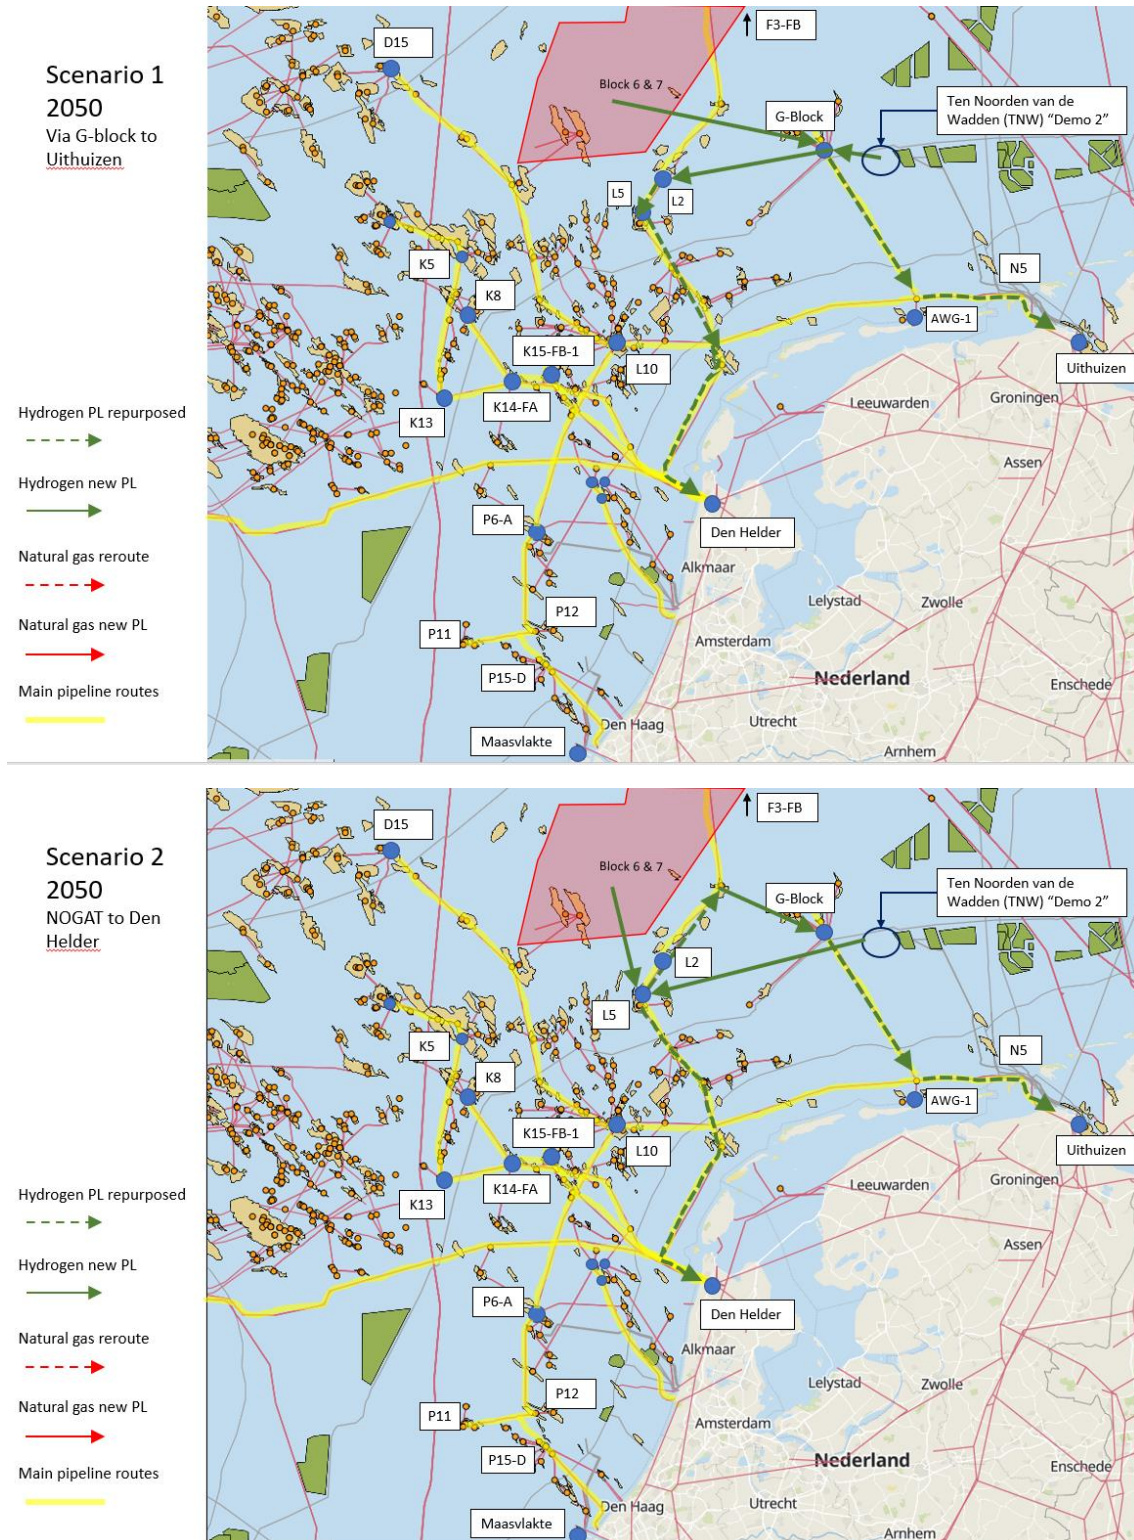 Scenario 1
2050
Via G-block to
Uithuizen
Hydrogen PL repurposed
Hydrogen new PL
Natural gas reroute
Natural gas new PL
Main pipeline routes
D15
F3-FB
Block 6 & 7
G-Block
Ten Noorden van de
Wadden (TNW) “Demo 2”
L5
L2
K5
N5
K8
AWG-1
K15-FB-1
L10
Uithuizen
K14-FA
K13
Leeuwarden
Groningen
Assen
P6-A
Den Helder
Alkmaar
P12
Lelystad
Zwolle
P11
Amsterdam
P15-D
Nederland
Enschede
Den Haag
Utrecht
Maasvlakte
Arnhem
Scenario 2
2050
NOGAT to Den
Helder
Hydrogen PL repurposed
Hydrogen new PL
Natural gas reroute
Natural gas new PL
Main pipeline routes
D15
F3-FB
Block 6 & 7
G-Block
Ten Noorden van de
Wadden (TNW) “Demo 2”
L2
L5
K5
N5
K8
AWG-1
K15-FB-1
L10
Uithuizen
K14-FA
K13
Leeuwarden
Groningen
Assen
P6-A
Den Helder
Alkmaar
P12
Lelystad
Zwolle
P11
Amsterdam
P15-D
Nederland
Enschede
Den Haag
Utrecht
Maasvlakte
Arnhem